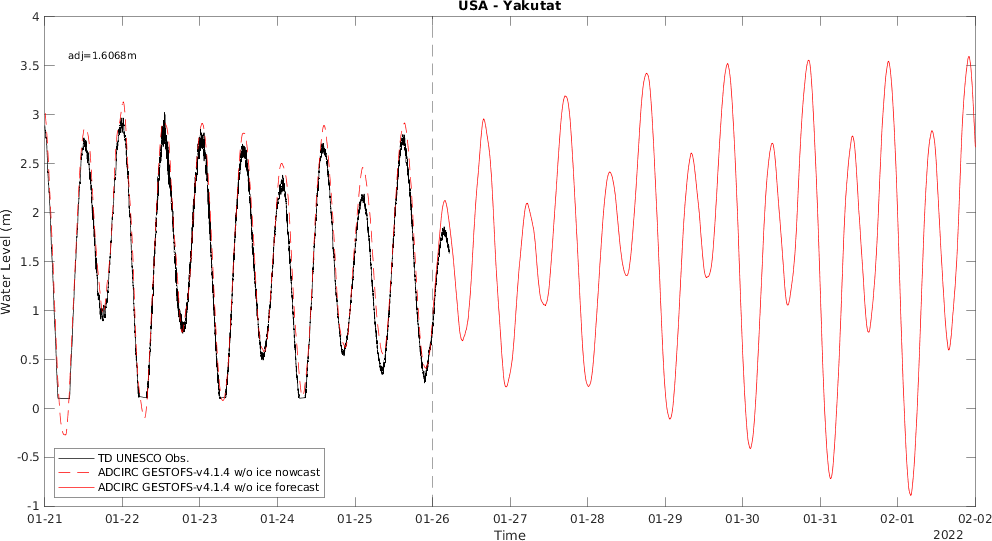 USA - Yakutat
4
3.5
3
2.5
2
1.5
1
0.5
0
-0.5
-1
Water Level (m)
adj=1.6068m
TD UNESCO Obs.
ADCIRC GESTOFS-v4.1.4 w/o ice nowcast
ADCIRC GESTOFS-v4.1.4 w/o ice forecast
01-21 01-22 01-23 01-24 01-25 01-26 01-27 01-28 01-29 01-30 01-31 02-01 02-02
Time
2022